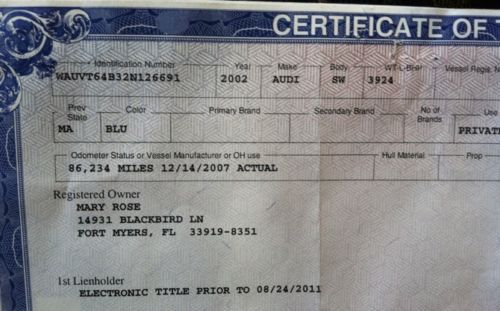 CERTIFICATE OF
Identification Number Year Make Body WT-L-BHP Vessel Regis. N
WAUVT64B32N126691 2002 AUDI SW 3924
Prev State Color Primary Brand Secondary Brand No of Brands Use
MA BLU PRIVAT
Odometer Status or Vessel Manufacturer or OH use Hull Material Prop
86,234 MILES 12/14/2007 ACTUAL
Registered Owner
MARY ROSE
14931 BLACKBIRD LN
FORT MYERS, FL 33919-8351
1st Lienholder
ELECTRONIC TITLE PRIOR TO 08/24/2011